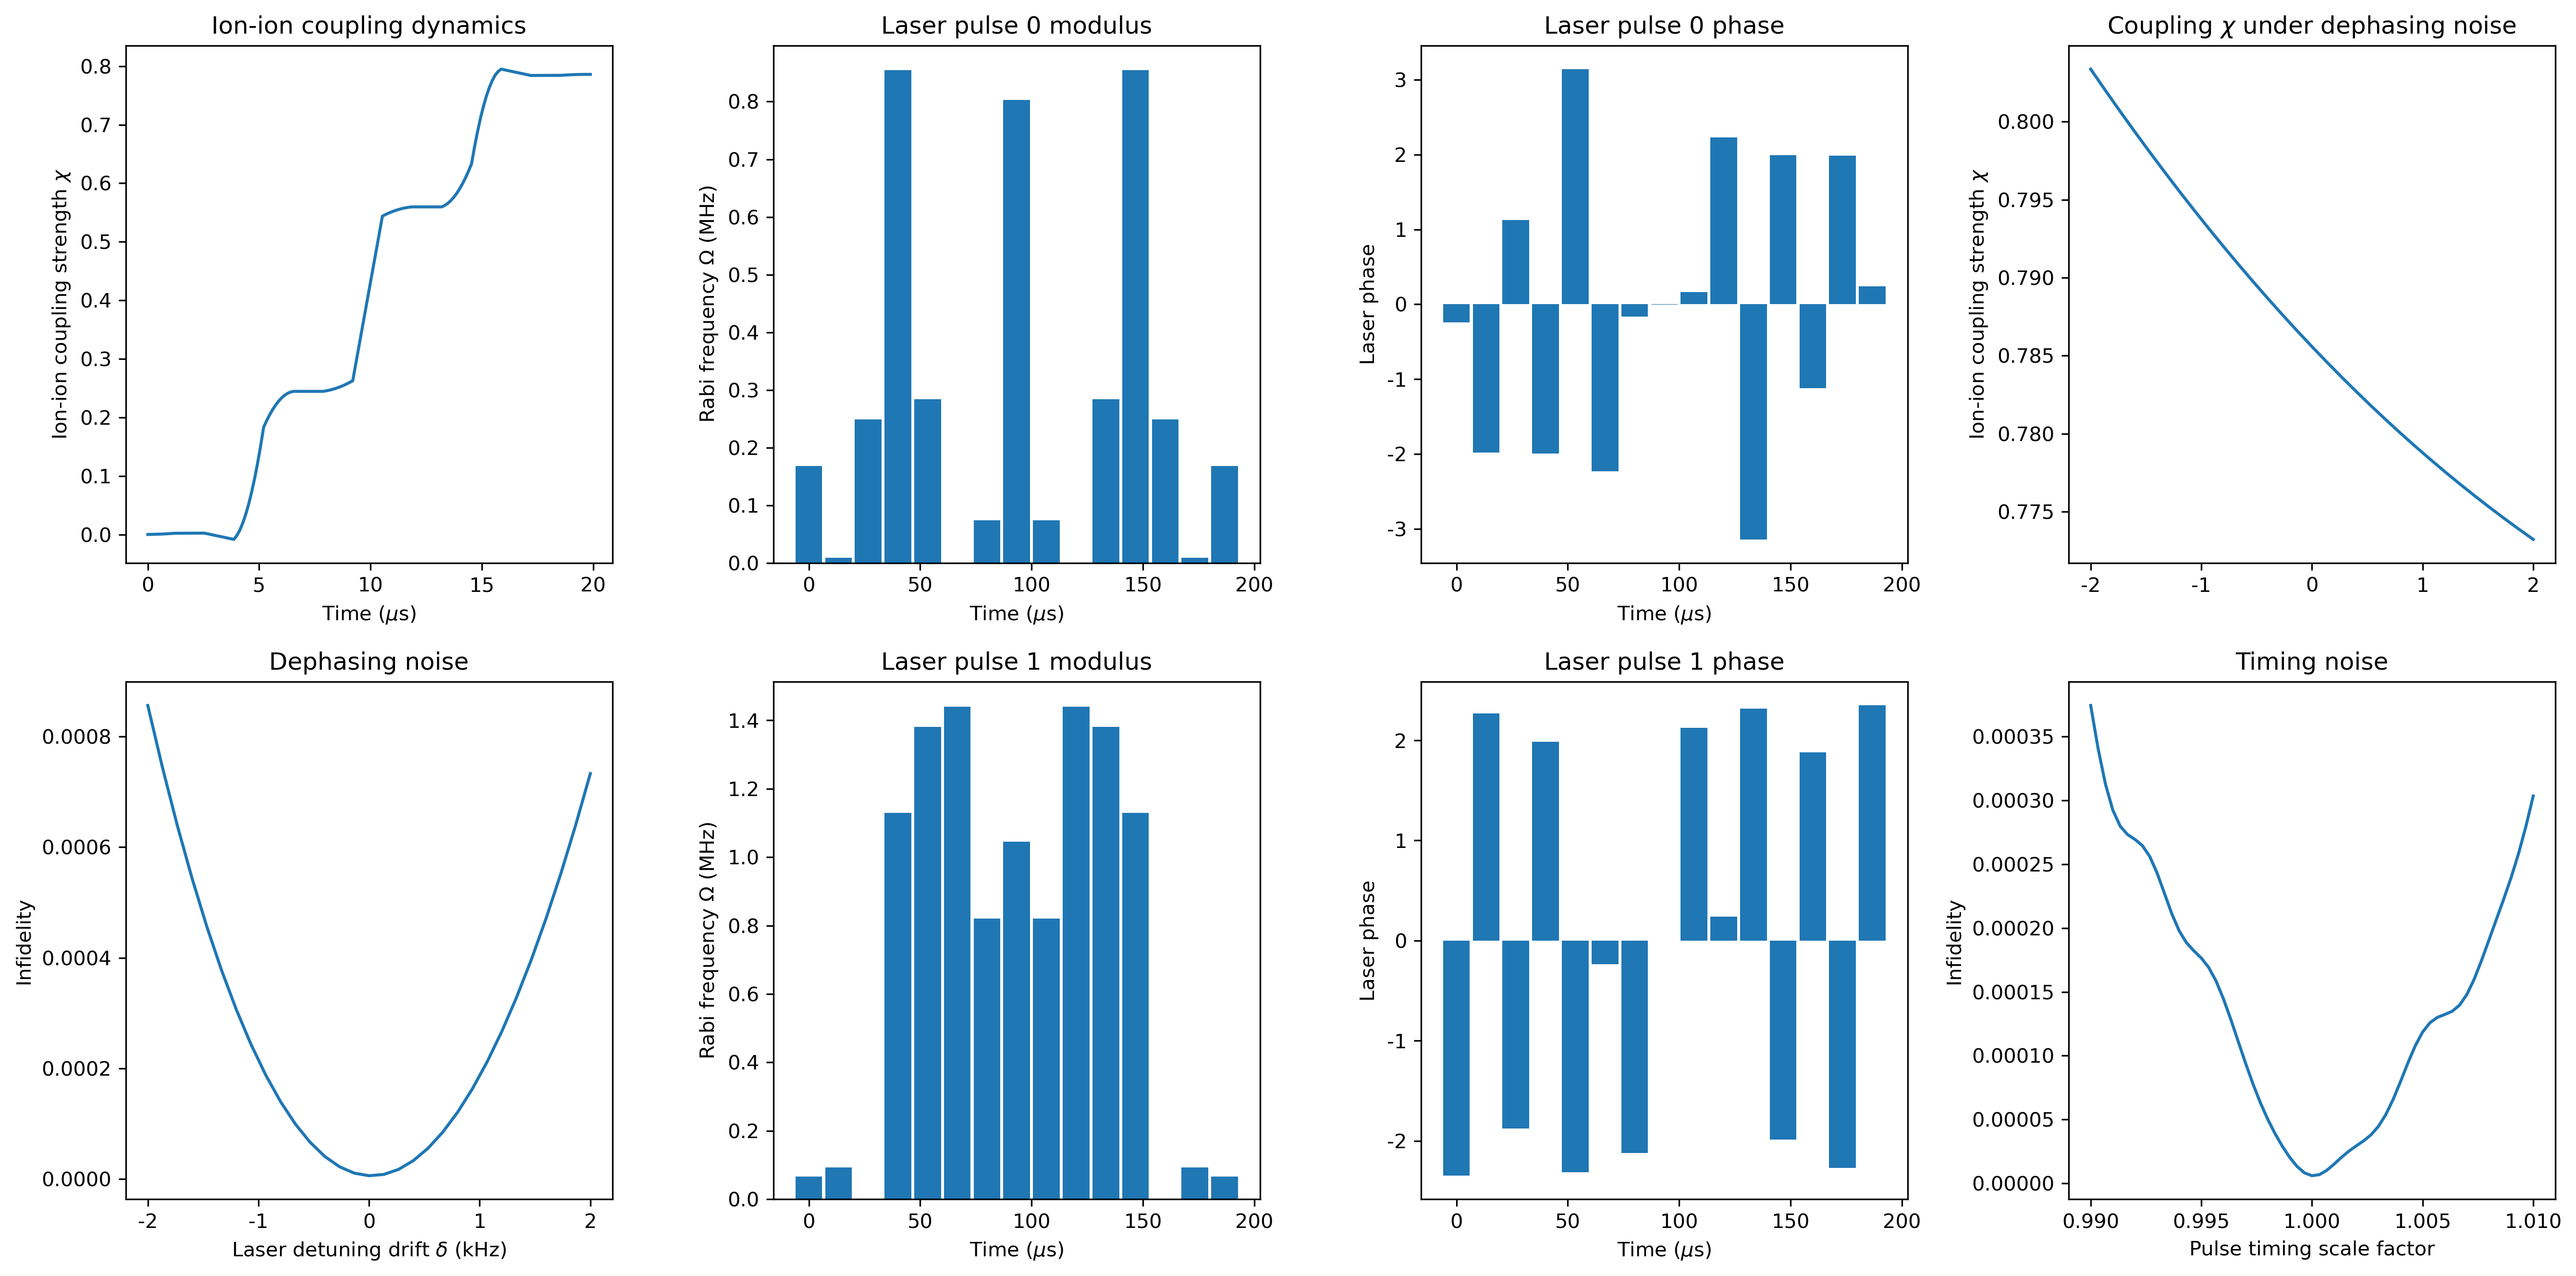 Ion-ion coupling dynamics
Ion-ion coupling strength χ
0.8
0.7
0.6
0.5
0.4
0.3
0.2
0.1
0.0
0 5 10 15 20
Time (μs)
Laser pulse 0 modulus
Rabi frequency Ω (MHz)
0.8
0.7
0.6
0.5
0.4
0.3
0.2
0.1
0.0
0 50 100 150 200
Time (μs)
Laser pulse 0 phase
Laser phase
3
2
1
0
-1
-2
-3
0 50 100 150 200
Time (μs)
Coupling χ under dephasing noise
Ion-ion coupling strength χ
0.800
0.795
0.790
0.785
0.780
0.775
-2 -1 0 1 2
Dephasing noise
Infidelity
0.0008
0.0006
0.0004
0.0002
0.0000
-2 -1 0 1 2
Laser detuning drift δ (kHz)
Laser pulse 1 modulus
Rabi frequency Ω (MHz)
1.4
1.2
1.0
0.8
0.6
0.4
0.2
0.0
0 50 100 150 200
Time (μs)
Laser pulse 1 phase
Laser phase
2
1
0
-1
-2
0 50 100 150 200
Time (μs)
Timing noise
Infidelity
0.00035
0.00030
0.00025
0.00020
0.00015
0.00010
0.00005
0.00000
0.990 0.995 1.000 1.005 1.010
Pulse timing scale factor